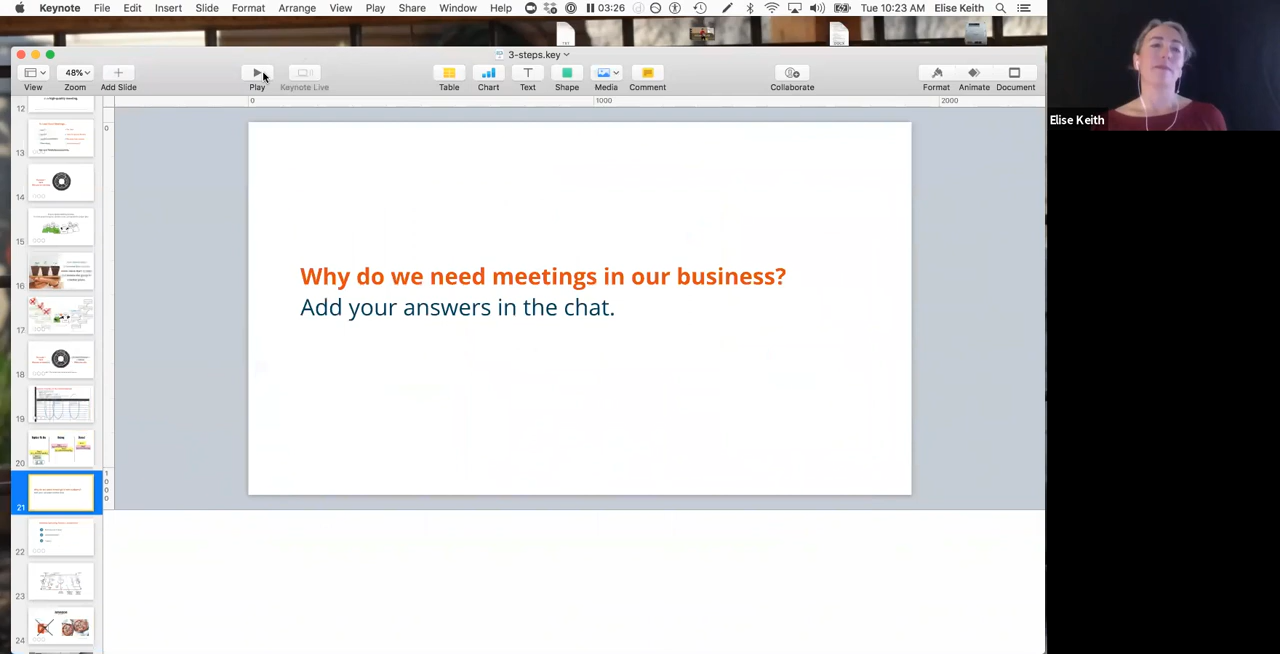 Keynote File Edit Insert Slide Format Arrange View Play Share Window Help 03:26 Tue 10:23 AM Elise Keith
3-steps.key
48%
View Zoom Add Slide Play Keynote Live Table Chart Text Shape Media Comment Collaborate Format Animate Document
0 1000 2000
0
1000
12
13
14
15
16
17
18
19
20
21
22
23
24
Why do we need meetings in our business?
Add your answers in the chat.
Elise Keith